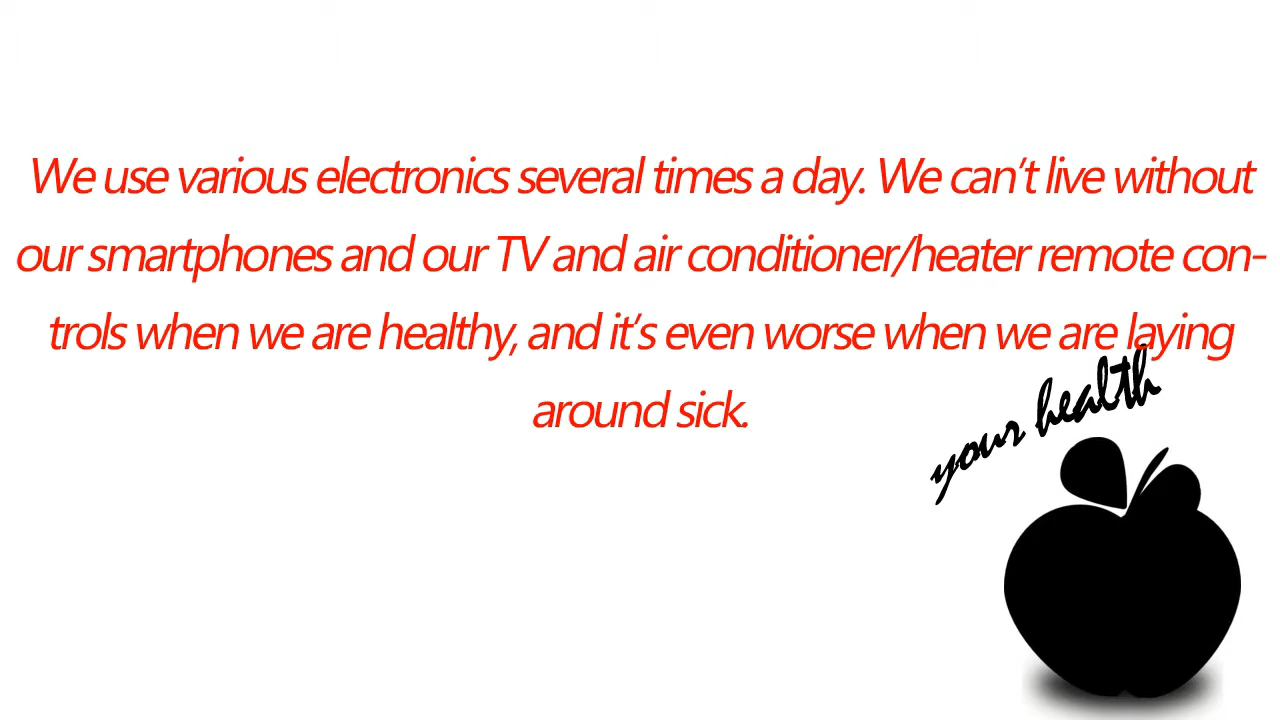 We use various electronics several times a day. We can’t live without
our smartphones and our TV and air conditioner/heater remote con-
trols when we are healthy, and it’s even worse when we are laying
around sick.
your health